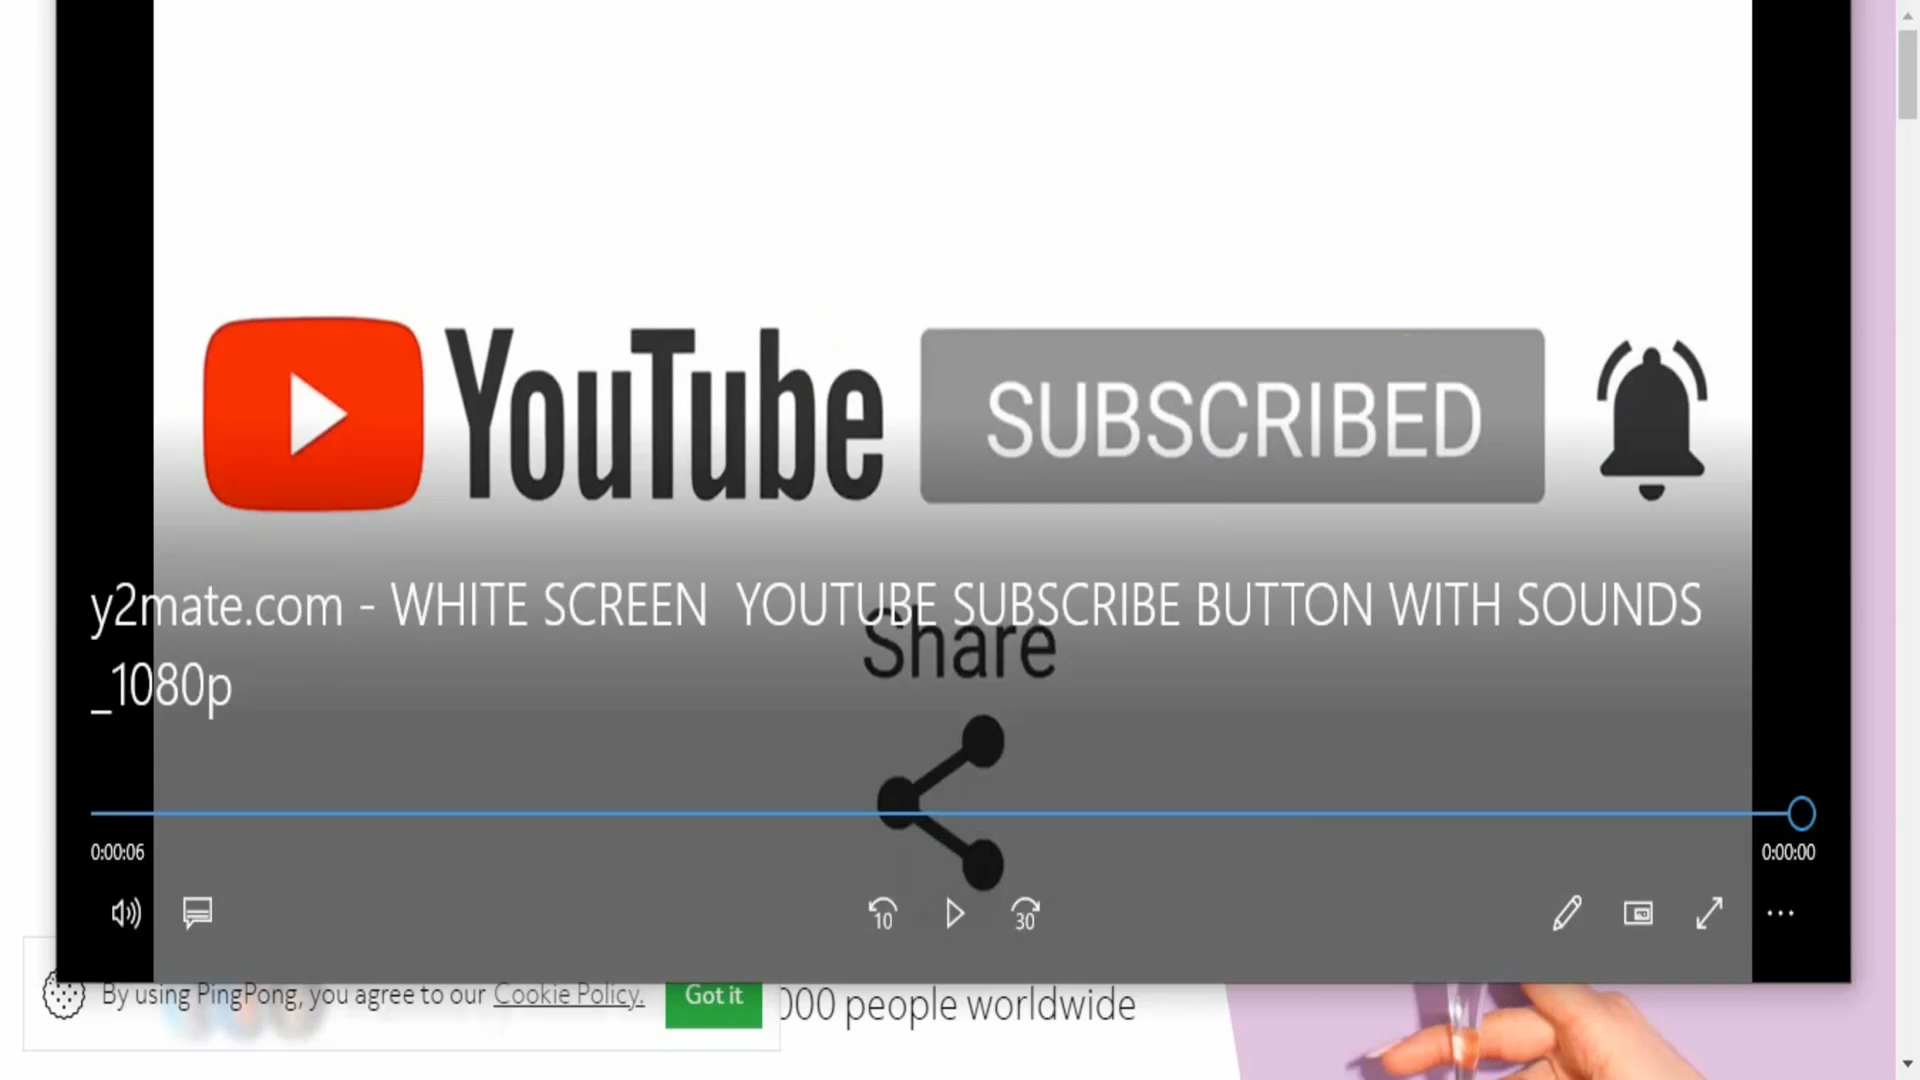 YouTube SUBSCRIBED
y2mate.com - WHITE SCREEN  YOUTUBE SUBSCRIBE BUTTON WITH SOUNDS
_1080p
Share
0:00:06
0:00:00
10
30
By using PingPong, you agree to our Cookie Policy.
Got it
000 people worldwide